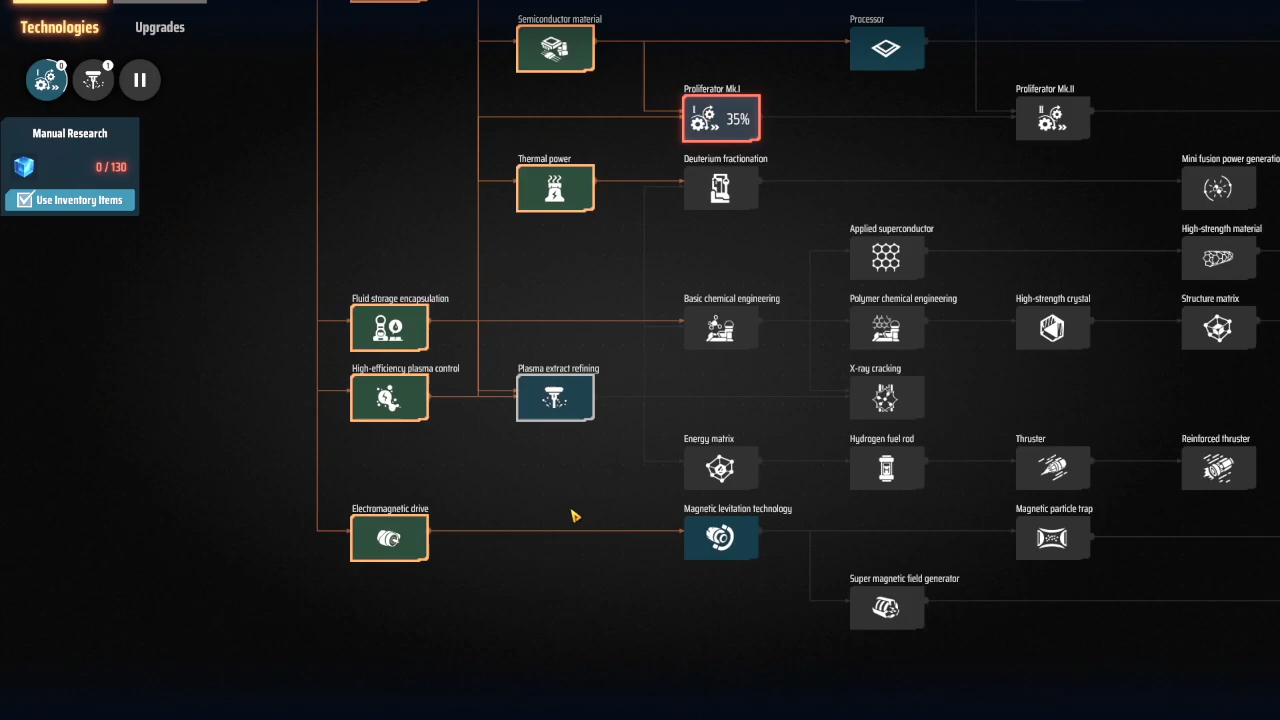 Technologies
Upgrades
0
1
Manual Research
0 / 130
Use Inventory Items
Semiconductor material
Processor
Proliferator Mk.I
I
35%
Proliferator Mk.II
II
Thermal power
Deuterium fractionation
Mini fusion power generatio
Applied superconductor
High-strength material
Fluid storage encapsulation
Basic chemical engineering
Polymer chemical engineering
High-strength crystal
Structure matrix
High-efficiency plasma control
Plasma extract refining
X-ray cracking
Energy matrix
Hydrogen fuel rod
Thruster
Reinforced thruster
Electromagnetic drive
Magnetic levitation technology
Magnetic particle trap
Super magnetic field generator